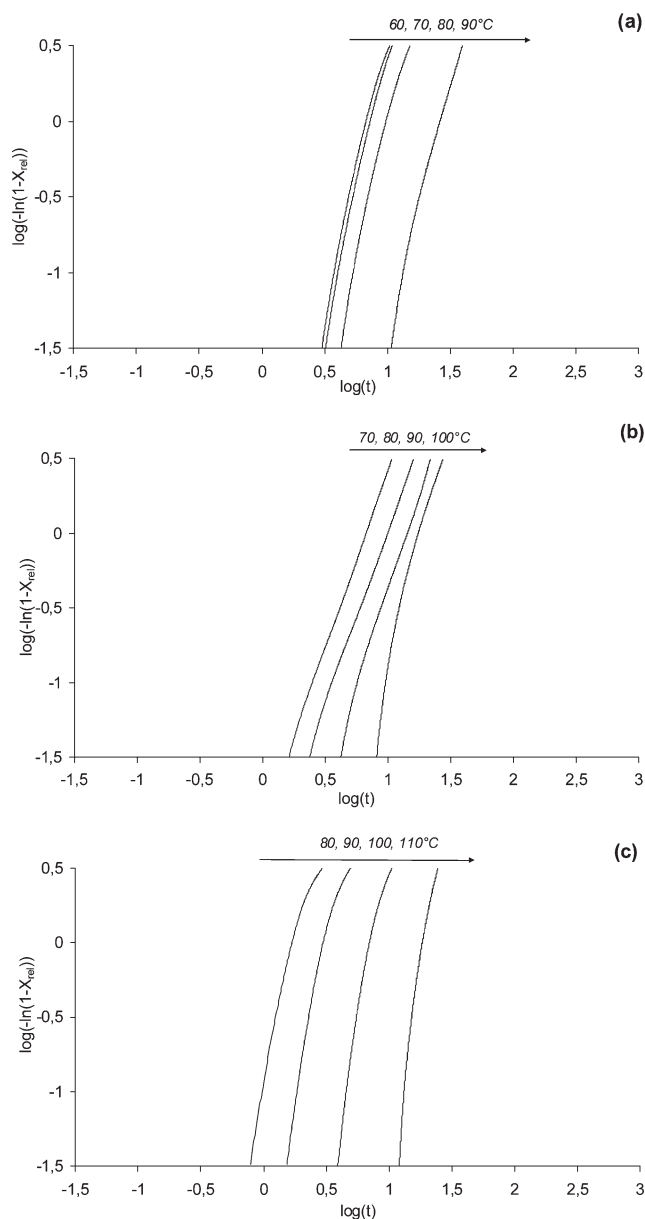 (a)
60, 70, 80, 90°C
0,5
0
-0,5
-1
-1,5
log(-ln(1-Xrel))
-1,5 -1 -0,5 0 0,5 1 1,5 2 2,5 3
log(t)
(b)
70, 80, 90, 100°C
0,5
0
-0,5
-1
-1,5
log(-ln(1-Xrel))
-1,5 -1 -0,5 0 0,5 1 1,5 2 2,5 3
log(t)
(c)
80, 90, 100, 110°C
0,5
0
-0,5
-1
-1,5
log(-ln(1-Xrel))
-1,5 -1 -0,5 0 0,5 1 1,5 2 2,5 3
log(t)